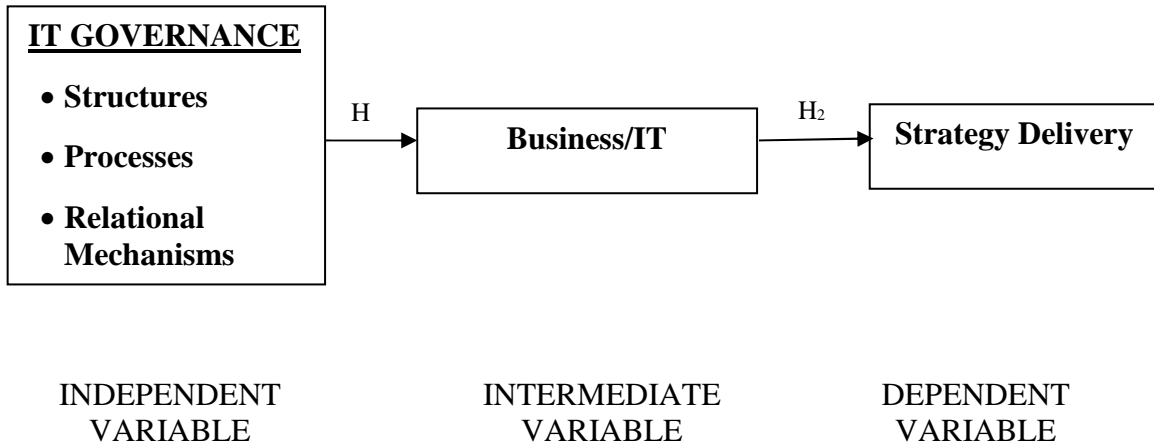 IT GOVERNANCE
• Structures
• Processes
• Relational
Mechanisms
H
Business/IT
H₂
Strategy Delivery
INDEPENDENT
VARIABLE
INTERMEDIATE
VARIABLE
DEPENDENT
VARIABLE